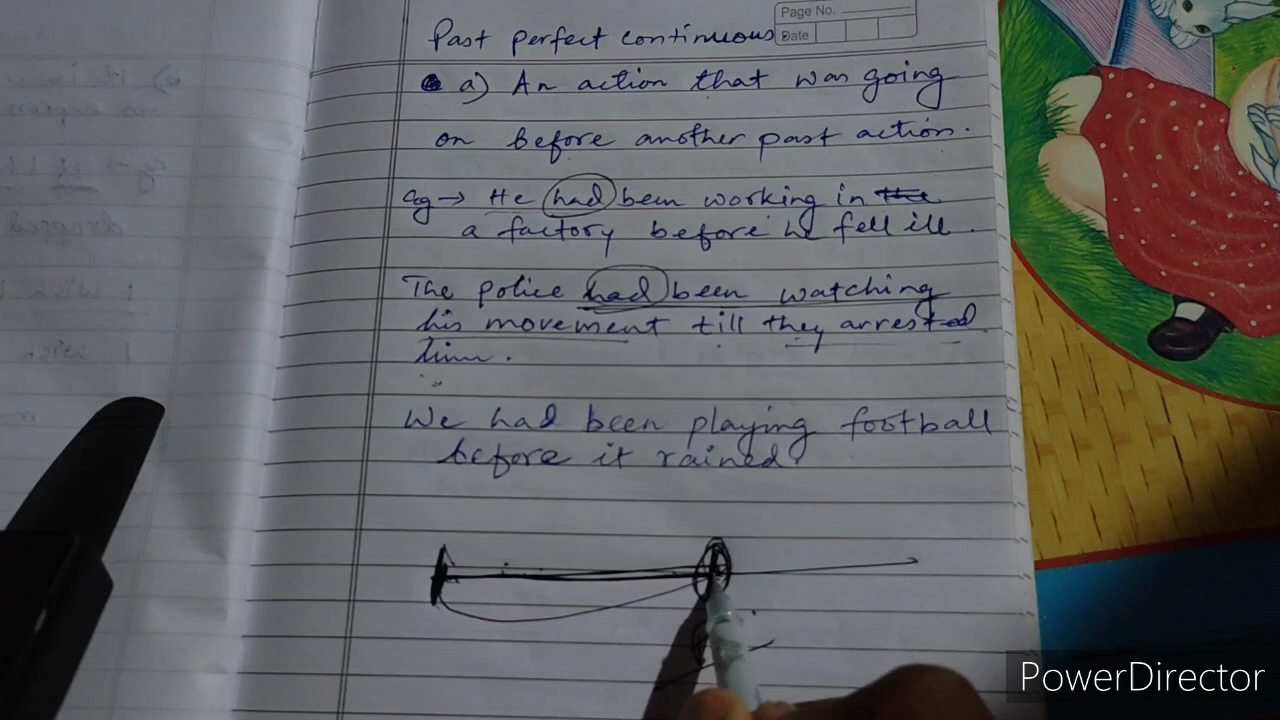 Page No.
Date
Past perfect continuous
a) An action that was going
on before another past action.
eg → He had been working in the
a factory before he fell ill.
The police had been watching
his movement till they arrested
him.
We had been playing football
before it rained
PowerDirector